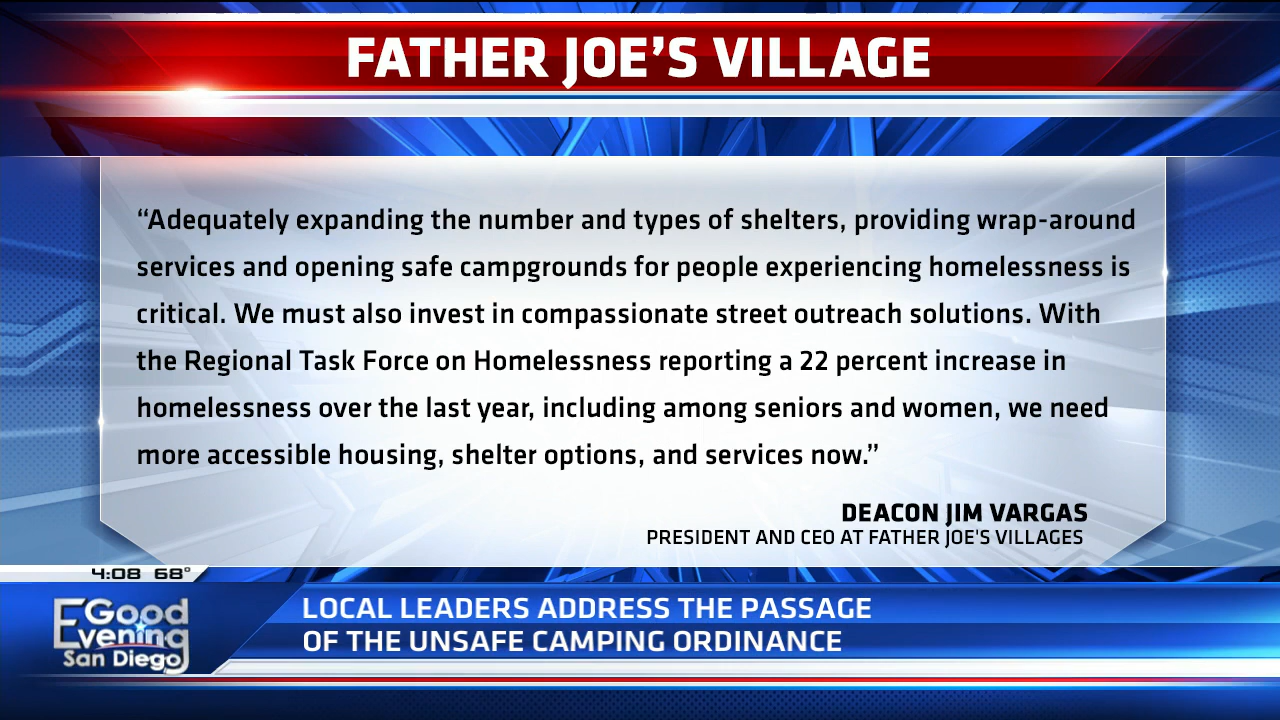 FATHER JOE'S VILLAGE
“Adequately expanding the number and types of shelters, providing wrap-around
services and opening safe campgrounds for people experiencing homelessness is
critical. We must also invest in compassionate street outreach solutions. With
the Regional Task Force on Homelessness reporting a 22 percent increase in
homelessness over the last year, including among seniors and women, we need
more accessible housing, shelter options, and services now.”
DEACON JIM VARGAS
PRESIDENT AND CEO AT FATHER JOE'S VILLAGES
4:08 68°
Good
Evening
San Diego
LOCAL LEADERS ADDRESS THE PASSAGE
OF THE UNSAFE CAMPING ORDINANCE